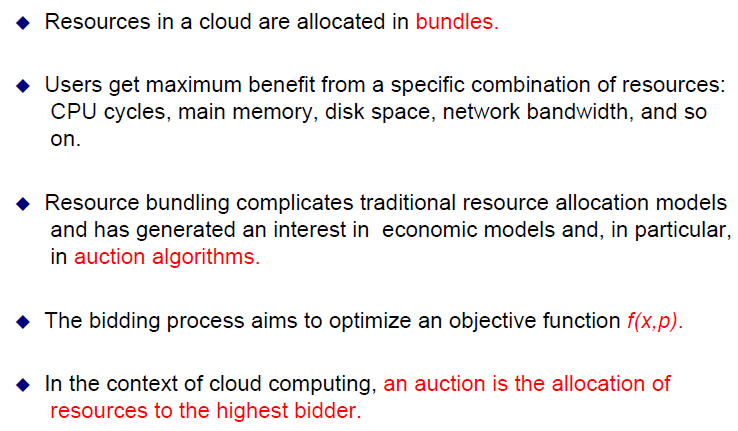 ◆ Resources in a cloud are allocated in bundles.
◆ Users get maximum benefit from a specific combination of resources:
CPU cycles, main memory, disk space, network bandwidth, and so
on.
◆ Resource bundling complicates traditional resource allocation models
and has generated an interest in economic models and, in particular,
in auction algorithms.
◆ The bidding process aims to optimize an objective function f(x,p).
◆ In the context of cloud computing, an auction is the allocation of
resources to the highest bidder.